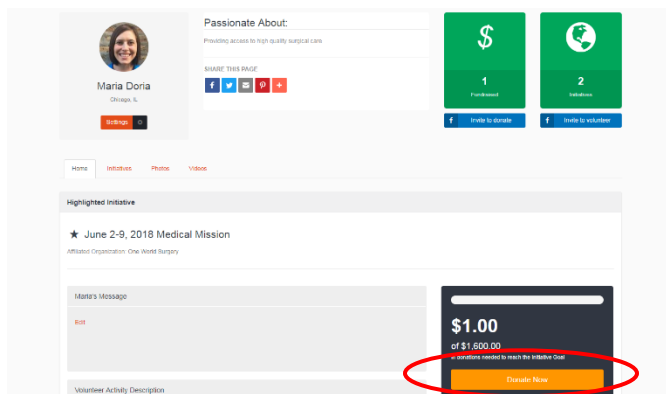 Passionate About:
Providing access to high quality surgical care
SHARE THIS PAGE
Maria Doria
Chicago, IL
Settings
$
1
Fundraised
2
Initiatives
f Invite to donate
f Invite to volunteer
Home Initiatives Photos Videos
Highlighted Initiative
★ June 2-9, 2018 Medical Mission
Affiliated Organization: One World Surgery
Maria's Message
Edit
$1.00
of $1,600.00
in donations needed to reach the Initiative Goal
Donate Now
Volunteer Activity Description